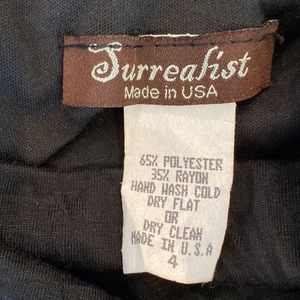 Surrealist
Made in USA
65% POLYESTER
35% RAYON
HAND WASH COLD
DRY FLAT
OR
DRY CLEAN
MADE IN U.S.A
4